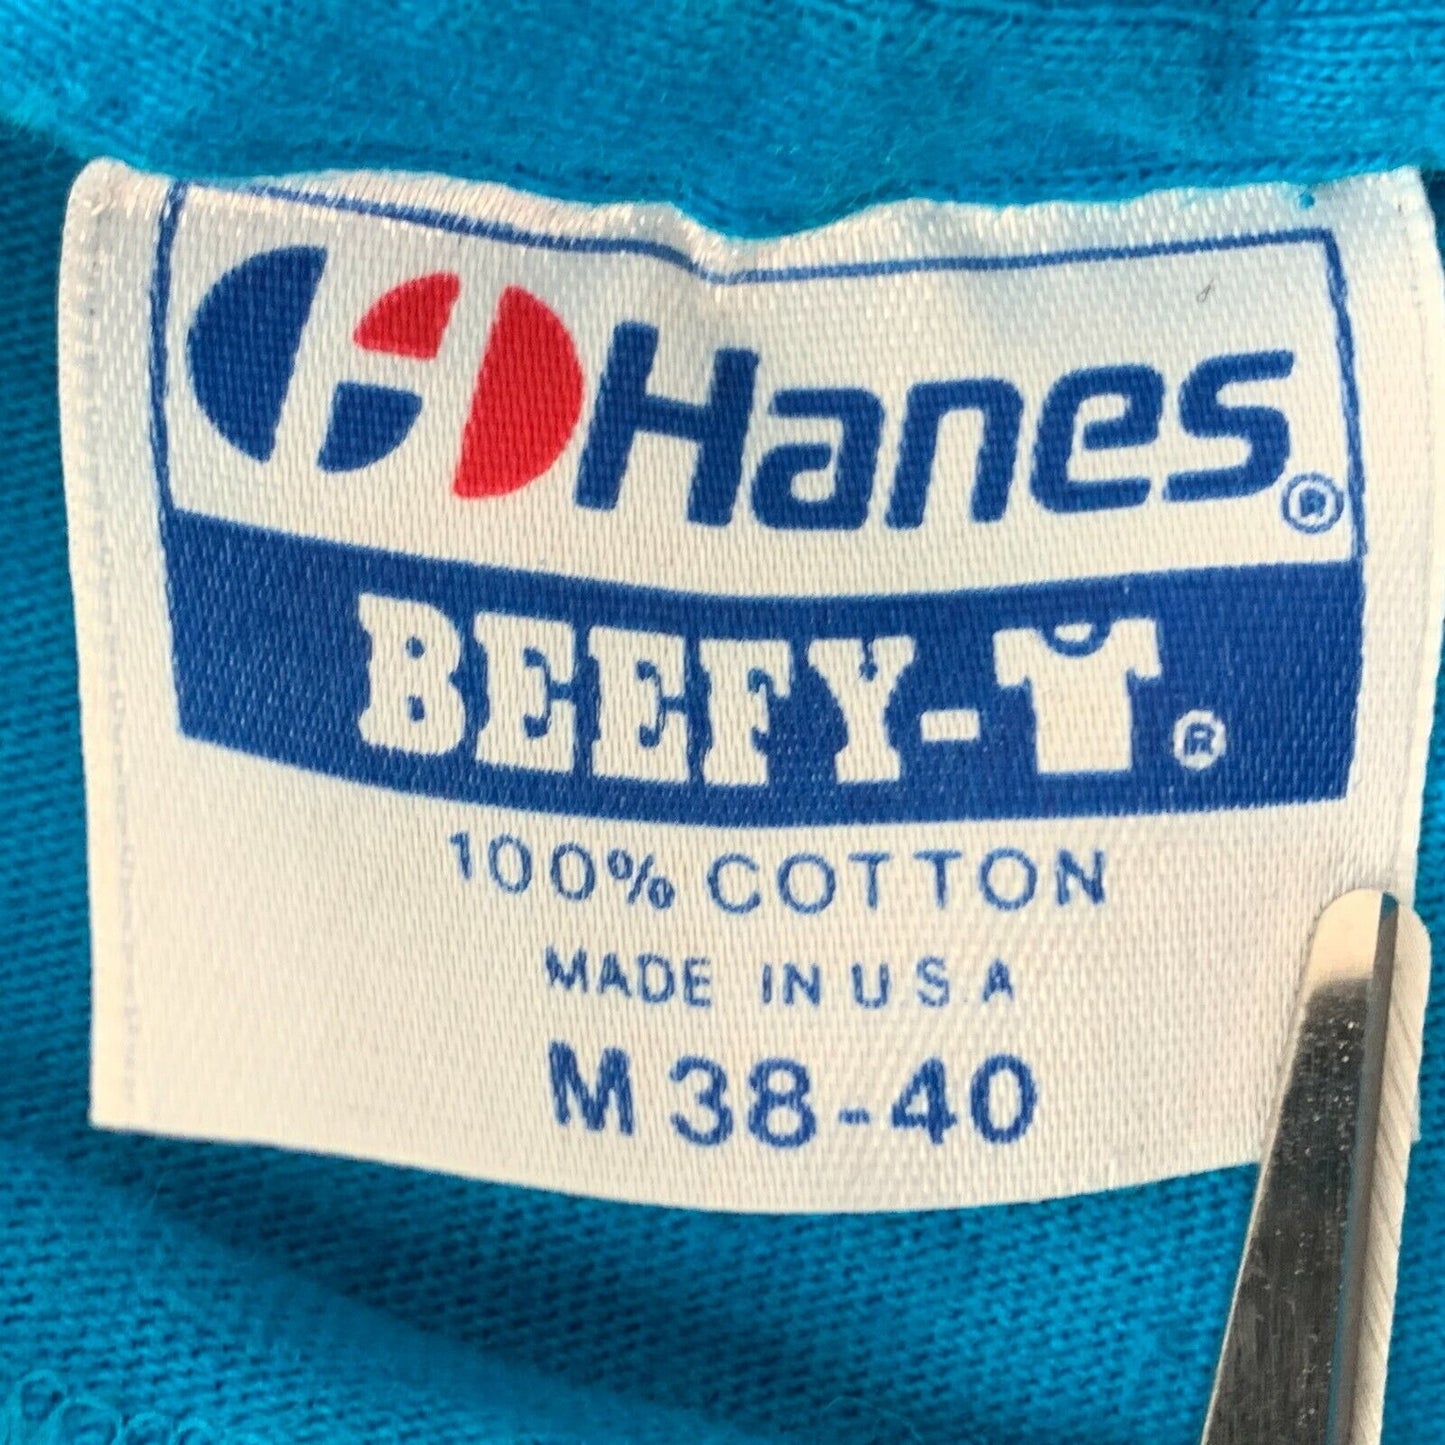 Hanes®
BEEFY-T®
100% COTTON
MADE IN U.S.A
M 38-40